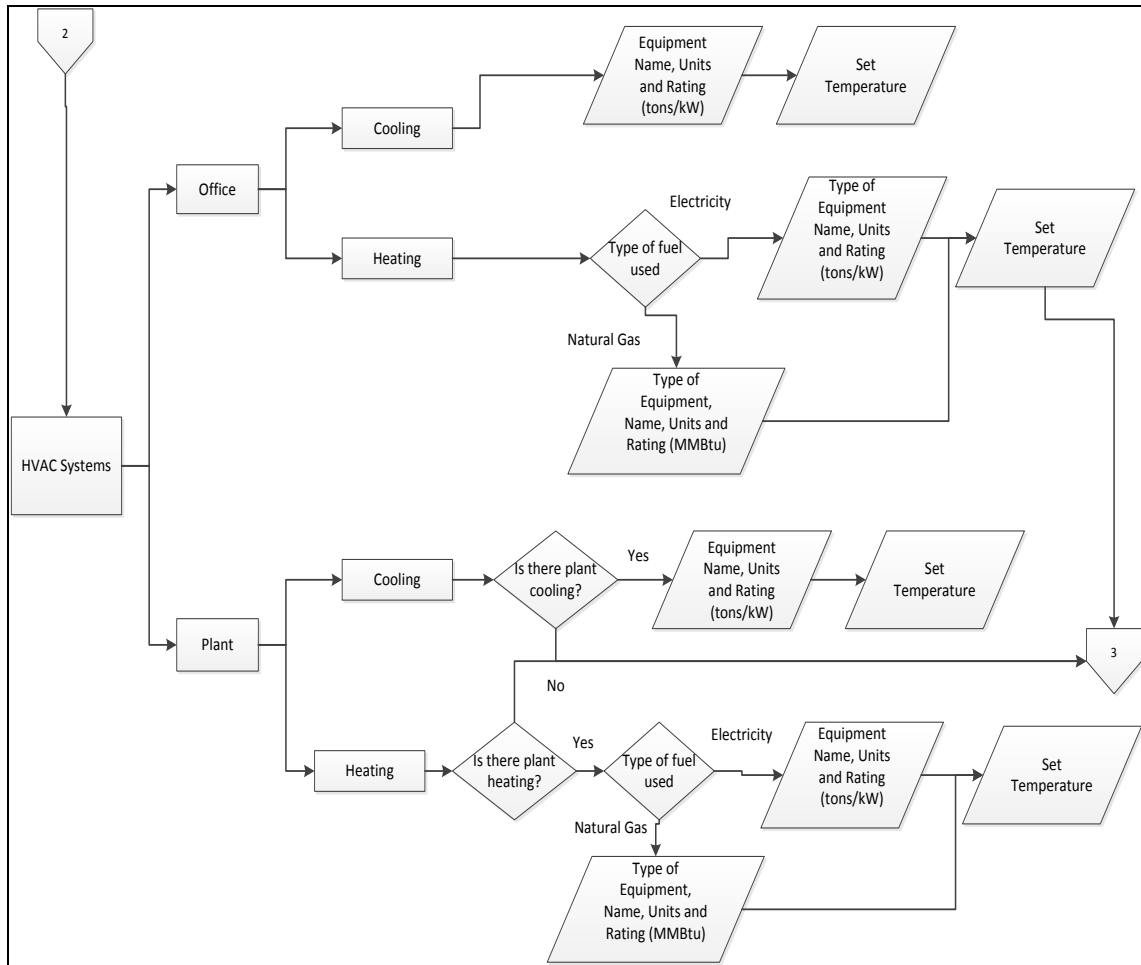 2
Equipment
Name, Units
and Rating
(tons/kW)
Set
Temperature
Cooling
Office
Heating
Type of fuel
used
Electricity
Type of
Equipment
Name, Units
and Rating
(tons/kW)
Set
Temperature
Natural Gas
Type of
Equipment,
Name, Units and
Rating (MMBtu)
HVAC Systems
Cooling
Is there plant
cooling?
Yes
Equipment
Name, Units
and Rating
(tons/kW)
Set
Temperature
Plant
3
No
Heating
Is there plant
heating?
Yes
Type of fuel
used
Electricity
Equipment
Name, Units
and Rating
(tons/kW)
Set
Temperature
Natural Gas
Type of
Equipment,
Name, Units and
Rating (MMBtu)